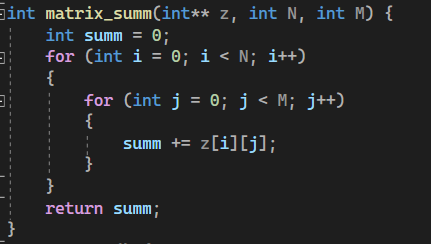 int matrix_summ(int** z, int N, int M) {
    int summ = 0;
    for (int i = 0; i < N; i++)
    {
        for (int j = 0; j < M; j++)
        {
            summ += z[i][j];
        }
    }
    return summ;
}